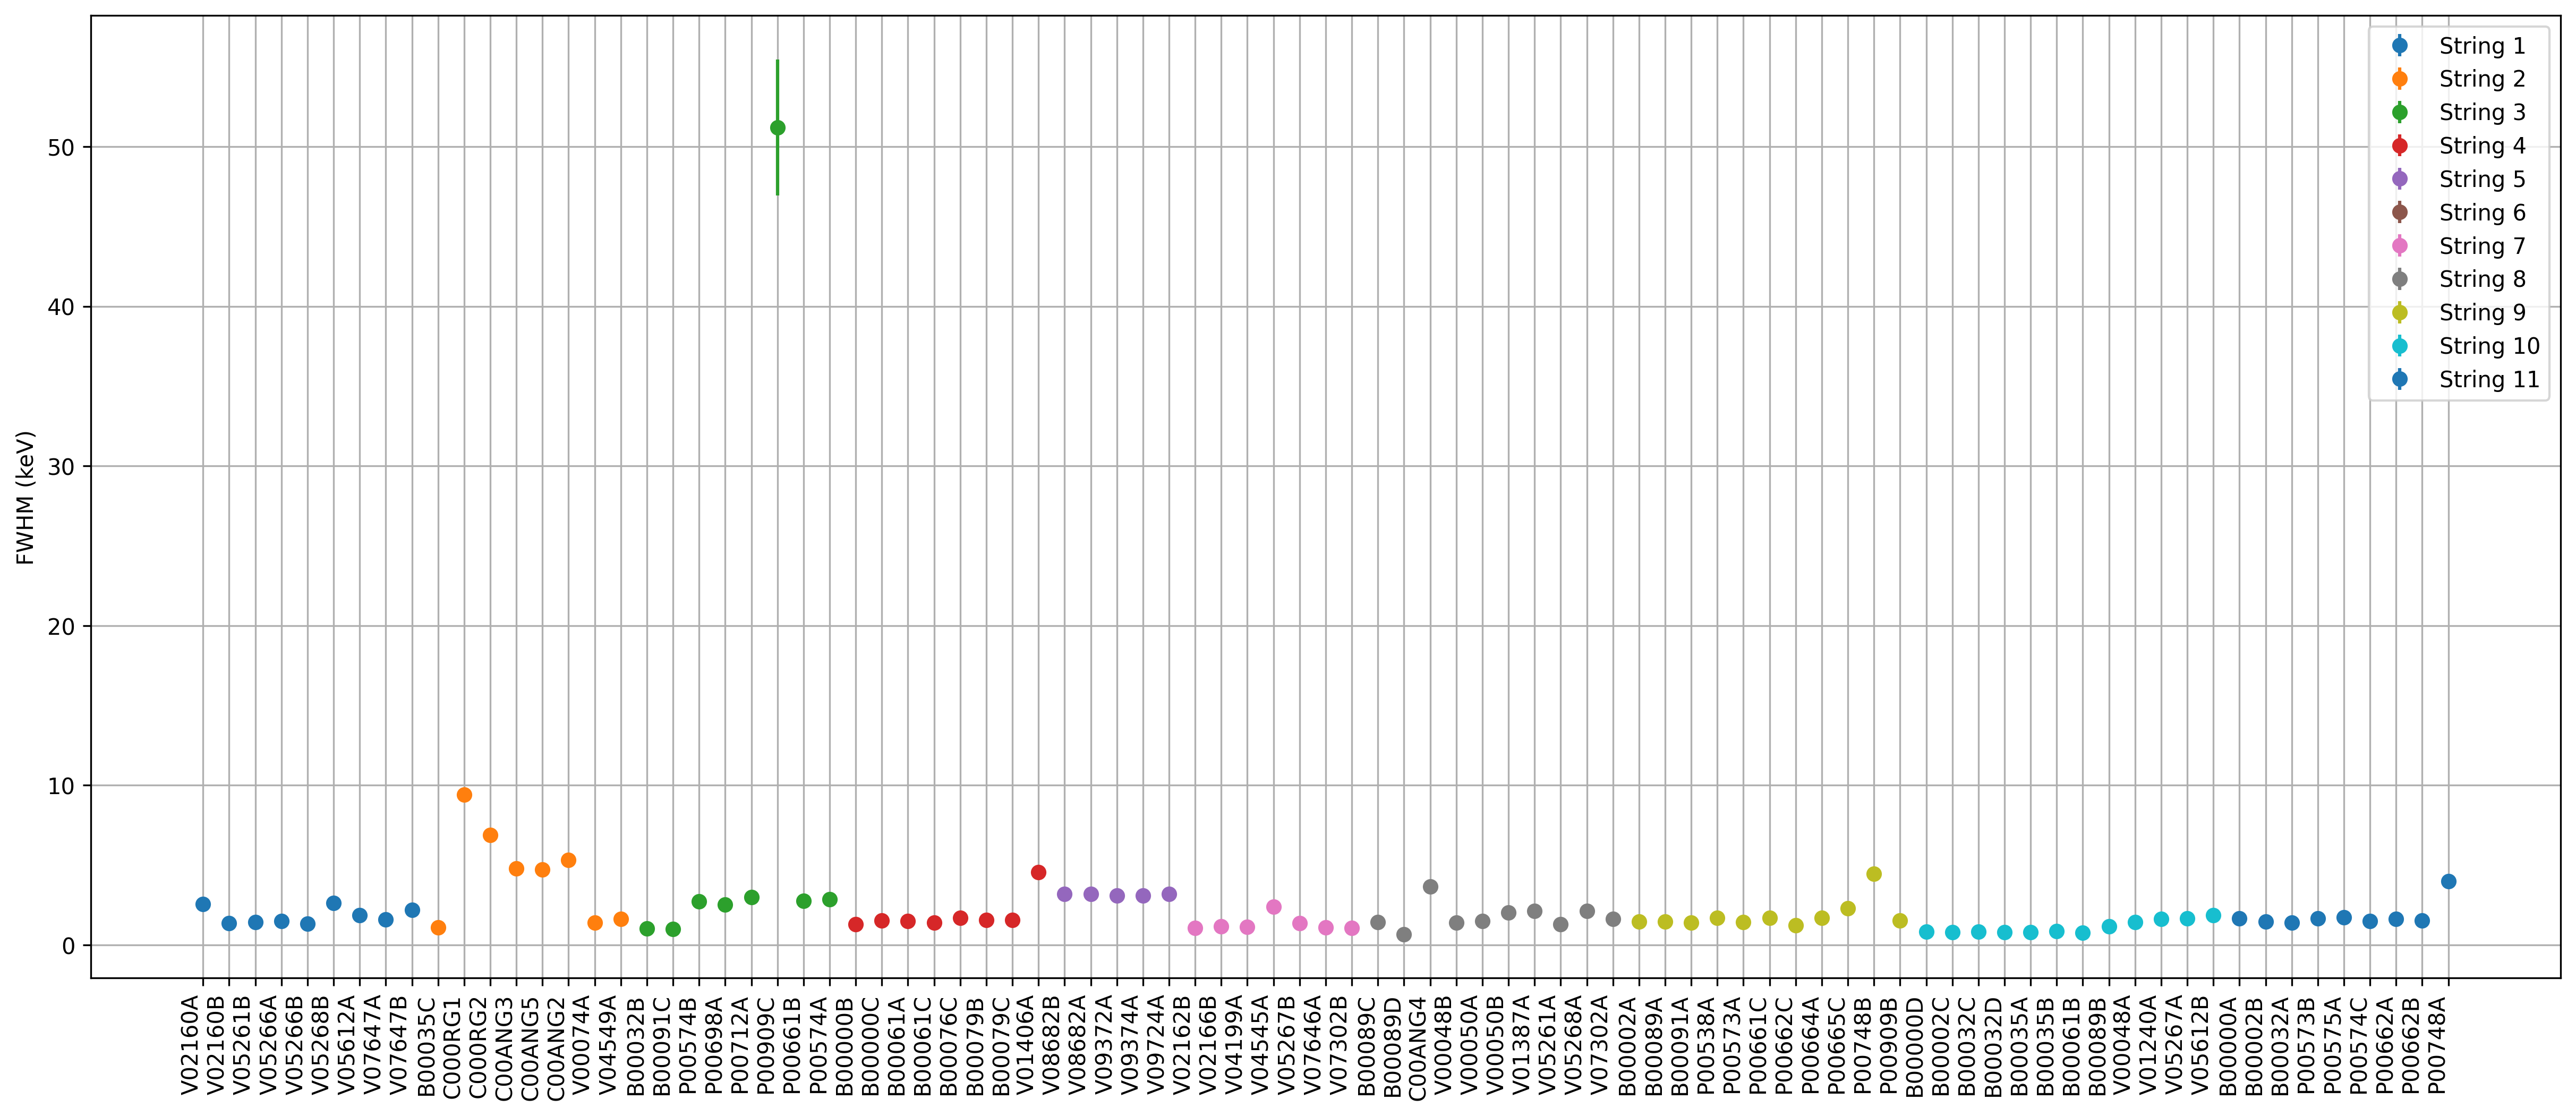 FWHM (keV)
50
40
30
20
10
0
String 1
String 2
String 3
String 4
String 5
String 6
String 7
String 8
String 9
String 10
String 11
V02160A
V02160B
V05261B
V05266A
V05266B
V05268B
V05612A
V07647A
V07647B
B00035C
C000RG1
C000RG2
C00ANG3
C00ANG5
C00ANG2
V00074A
V04549A
B00032B
B00091C
P00574B
P00698A
P00712A
P00909C
P00661B
P00574A
B00000B
B00000C
B00061A
B00061C
B00076C
B00079B
B00079C
V01406A
V08682B
V08682A
V09372A
V09374A
V09724A
V02162B
V02166B
V04199A
V04545A
V05267B
V07646A
V07302B
B00089C
B00089D
C00ANG4
V00048B
V00050A
V00050B
V01387A
V05261A
V05268A
V07302A
B00002A
B00089A
B00091A
P00538A
P00573A
P00661C
P00662C
P00664A
P00665C
P00748B
P00909B
B00000D
B00002C
B00032C
B00032D
B00035A
B00035B
B00061B
B00089B
V00048A
V01240A
V05267A
V05612B
B00000A
B00002B
B00032A
P00573B
P00575A
P00574C
P00662A
P00662B
P00748A